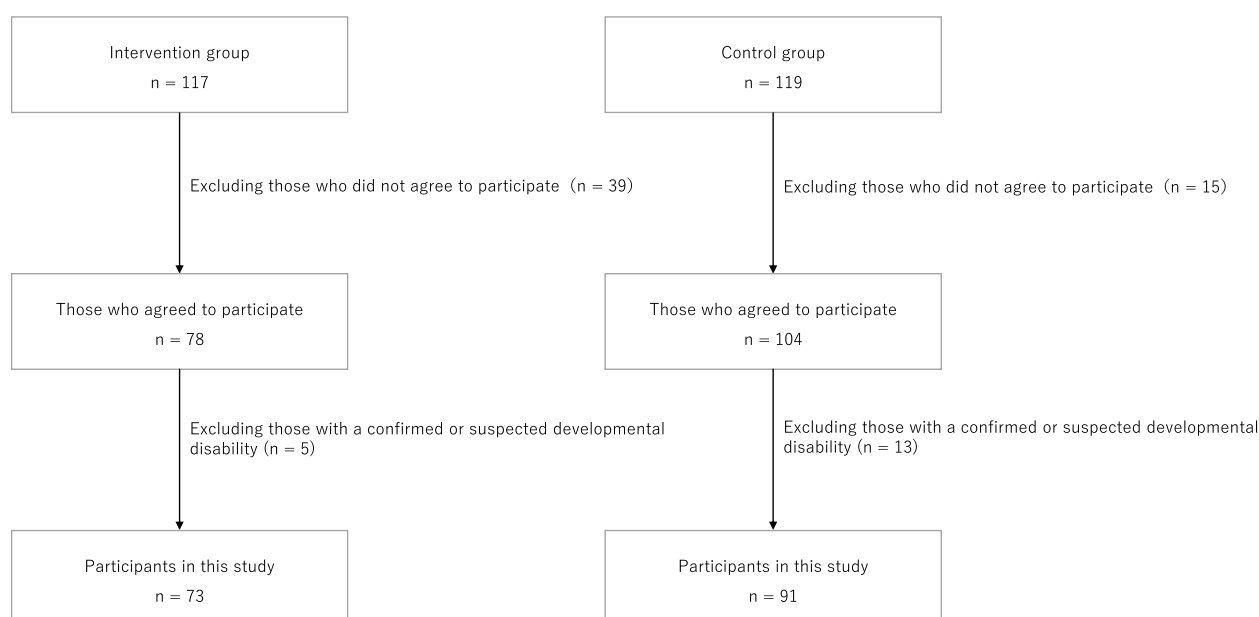 Intervention group
n = 117
Control group
n = 119
Excluding those who did not agree to participate（n = 39）
Excluding those who did not agree to participate（n = 15）
Those who agreed to participate
n = 78
Those who agreed to participate
n = 104
Excluding those with a confirmed or suspected developmental
disability (n = 5)
Excluding those with a confirmed or suspected developmental
disability (n = 13)
Participants in this study
n = 73
Participants in this study
n = 91